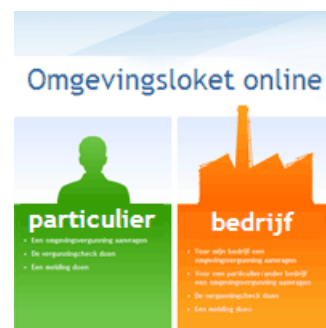 Omgevingsloket online
particulier
• Een omgevingsvergunning aanvragen
• De vergunningcheck doen
• Een melding doen
bedrijf
• Voor mijn bedrijf een
omgevingsvergunning aanvragen
• Voor een particulier/ander bedrijf
een omgevingsvergunning aanvragen
• De vergunningcheck doen
• Een melding doen